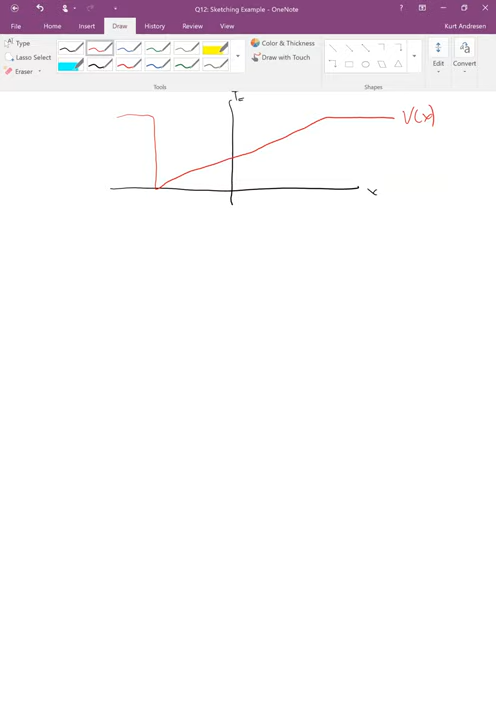 Q12: Sketching Example - OneNote
File Home Insert Draw History Review View Kurt Andresen
Type
Lasso Select
Eraser
Color & Thickness
Draw with Touch
Edit
Convert
Tools
Shapes
V(x)
x